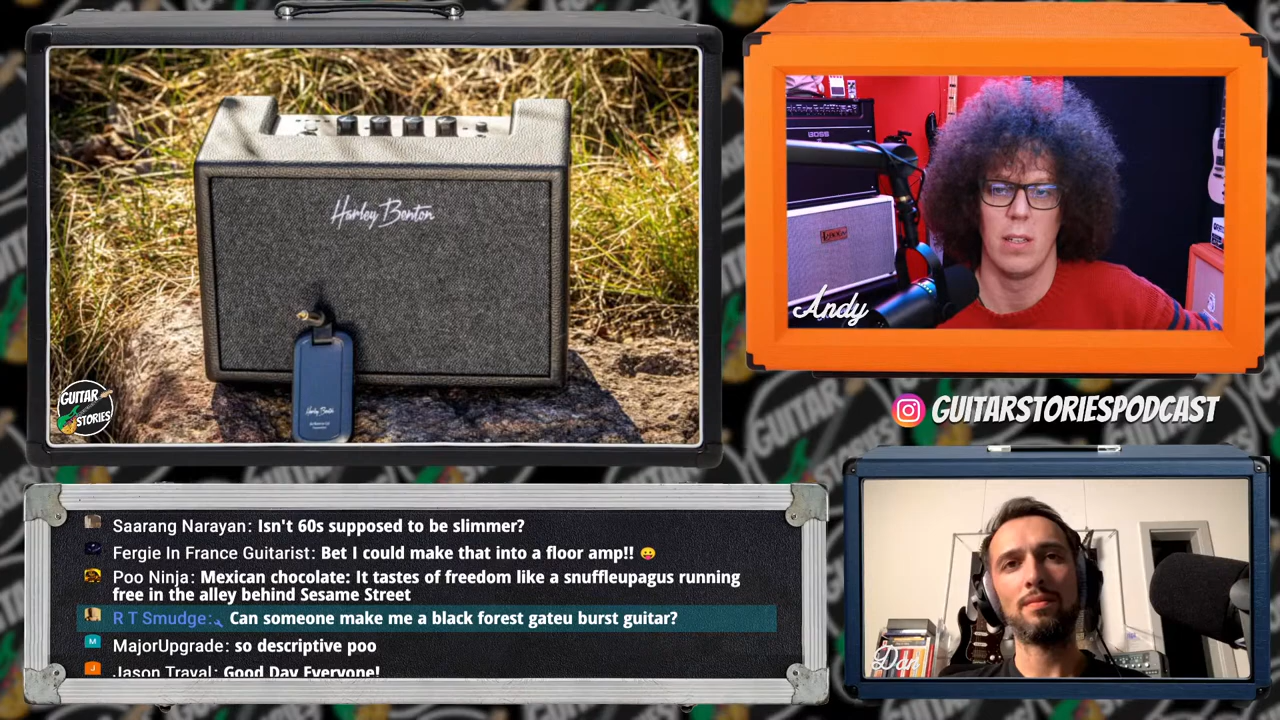 Harley Benton
Harley Benton
GUITAR
STORIES
BOSS
Andy
GUITARSTORIESPODCAST
Saarang Narayan: Isn't 60s supposed to be slimmer?
Fergie In France Guitarist: Bet I could make that into a floor amp!! 😛
Poo Ninja: Mexican chocolate: It tastes of freedom like a snuffleupagus running
free in the alley behind Sesame Street
R T Smudge: Can someone make me a black forest gateu burst guitar?
M
MajorUpgrade: so descriptive poo
J
Jason Traval: Good Day Everyone!
Dan